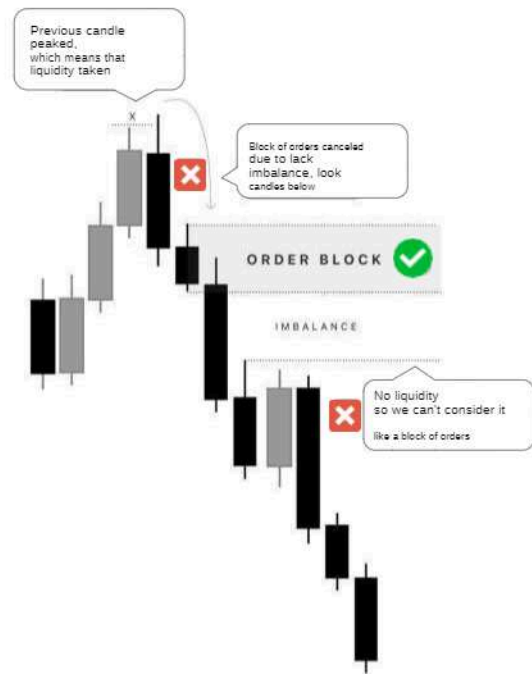 Previous candle
peaked,
which means that
liquidity taken
X
Block of orders canceled
due to lack
imbalance, look
candles below
ORDER BLOCK
IMBALANCE
No liquidity
so we can't consider it
like a block of orders